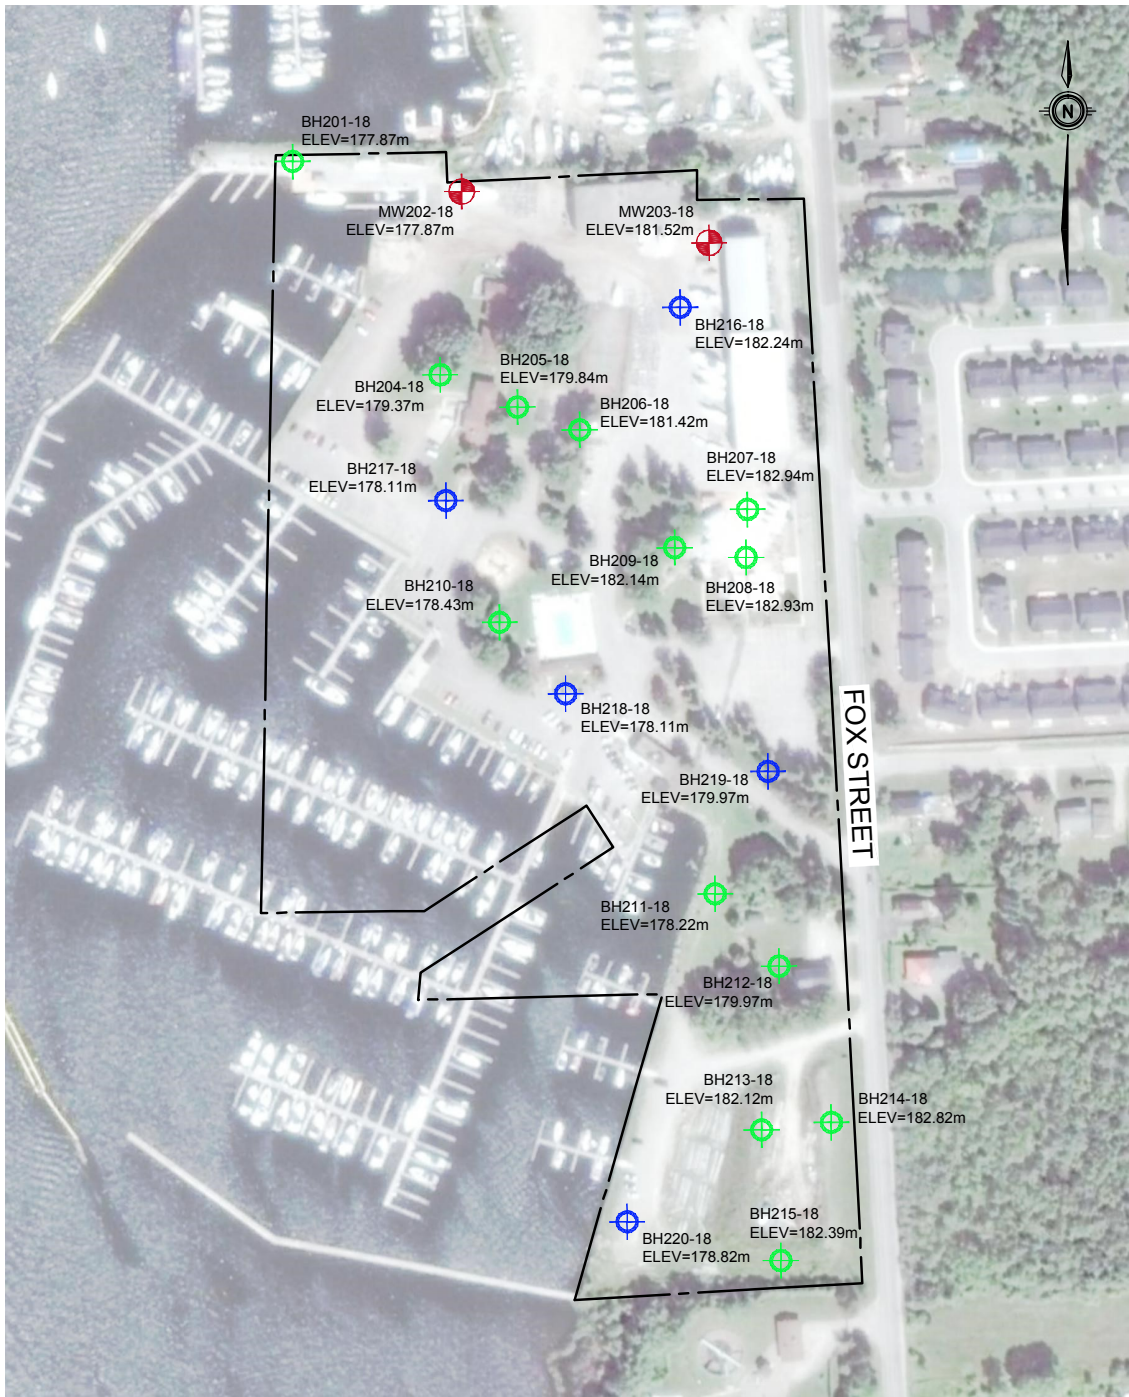 BH201-18
ELEV=177.87m
N
MW202-18
ELEV=177.87m
MW203-18
ELEV=181.52m
BH216-18
ELEV=182.24m
BH205-18
ELEV=179.84m
BH204-18
ELEV=179.37m
BH206-18
ELEV=181.42m
BH217-18
ELEV=178.11m
BH207-18
ELEV=182.94m
BH209-18
ELEV=182.14m
BH210-18
ELEV=178.43m
BH208-18
ELEV=182.93m
BH218-18
ELEV=178.11m
FOX STREET
BH219-18
ELEV=179.97m
BH211-18
ELEV=178.22m
BH212-18
ELEV=179.97m
BH213-18
ELEV=182.12m
BH214-18
ELEV=182.82m
BH215-18
ELEV=182.39m
BH220-18
ELEV=178.82m